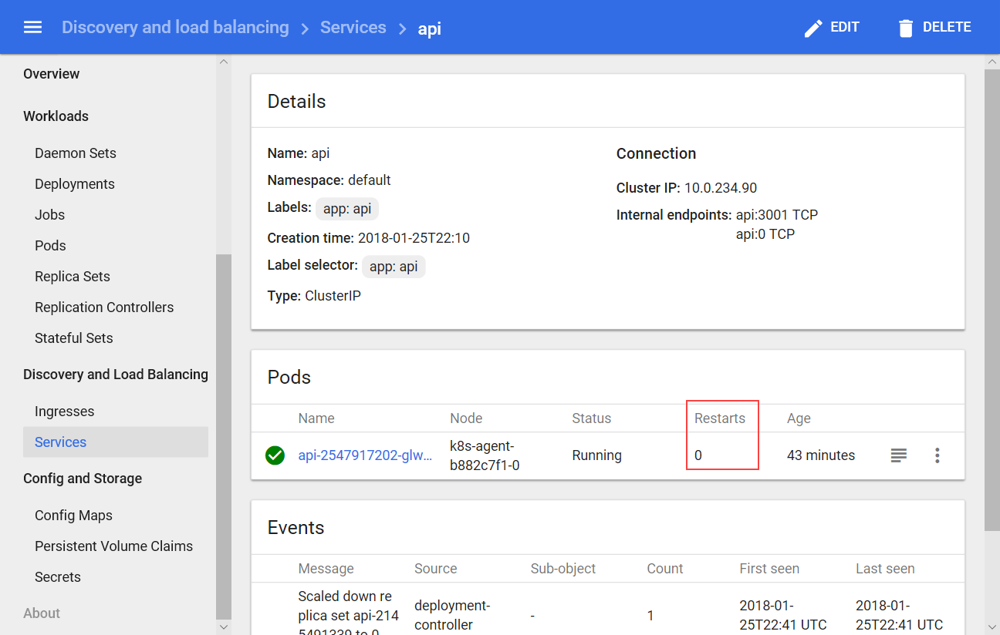 Discovery and load balancing > Services > api
EDIT
DELETE
Overview
Workloads
Daemon Sets
Deployments
Jobs
Pods
Replica Sets
Replication Controllers
Stateful Sets
Discovery and Load Balancing
Ingresses
Services
Config and Storage
Config Maps
Persistent Volume Claims
Secrets
About
Details
Name: api
Namespace: default
Labels: app: api
Creation time: 2018-01-25T22:10
Label selector: app: api
Type: ClusterIP
Connection
Cluster IP: 10.0.234.90
Internal endpoints: api:3001 TCP
api:0 TCP
Pods
Name Node Status Restarts Age
api-2547917202-glw... k8s-agent-
b882c7f1-0 Running 0 43 minutes
Events
Message Source Sub-object Count First seen Last seen
Scaled down re
plica set api-214
5491339 to 0
deployment-
controller
-
1
2018-01-
25T22:41 UTC
2018-01-
25T22:41 UTC